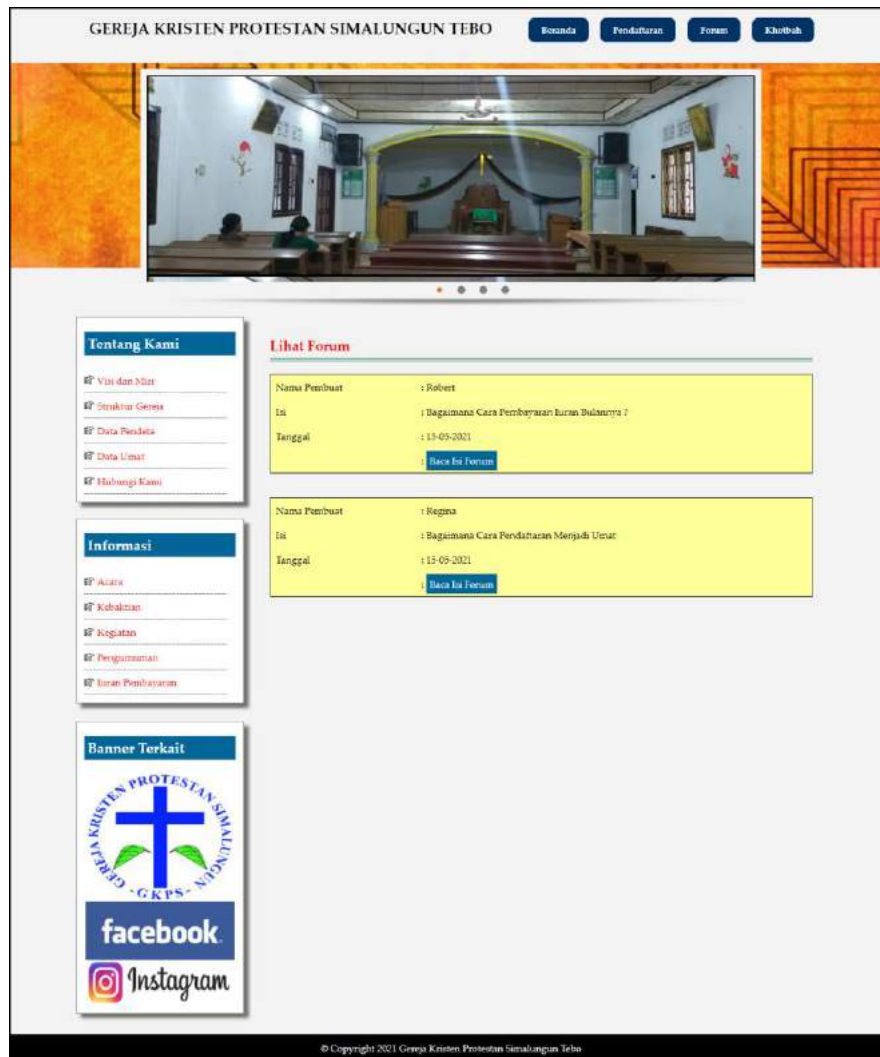 GEREJA KRISTEN PROTESTAN SIMALUNGUN TEBO
Beranda Pendaftaran Forum Khotbah
Tentang Kami
Visi dan Misi
Struktur Gereja
Data Pendeta
Data Umat
Hubungi Kami
Informasi
Acara
Kebaktian
Kegiatan
Pengumuman
Iuran Pembayaran
Banner Terkait
GEREJA KRISTEN PROTESTAN SIMALUNGUN
-GKPS-
facebook.
Instagram
Lihat Forum
Nama Pembuat : Robert
Isi : Bagaimana Cara Pembayaran Iuran Bulannya ?
Tanggal : 15-05-2021
: Baca Isi Forum
Nama Pembuat : Regina
Isi : Bagaimana Cara Pendaftaran Menjadi Umat
Tanggal : 15-05-2021
: Baca Isi Forum
© Copyright 2021 Gereja Kristen Protestan Simalungun Tebo